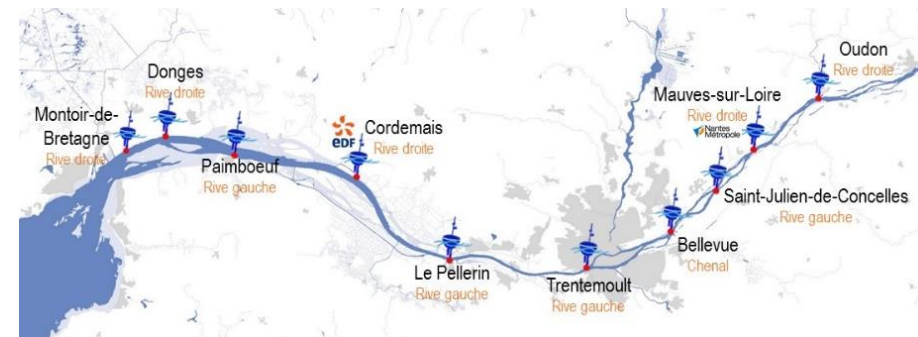 Donges
Rive droite
Montoir-de-
Bretagne
Rive droite
Paimboeuf
Rive gauche
eDF
Cordemais
Rive droite
Le Pellerin
Rive gauche
Trentemoult
Rive gauche
Bellevue
Chenal
Saint-Julien-de-Concelles
Rive gauche
Mauves-sur-Loire
Rive droite
Nantes
Métropole
Oudon
Rive droite